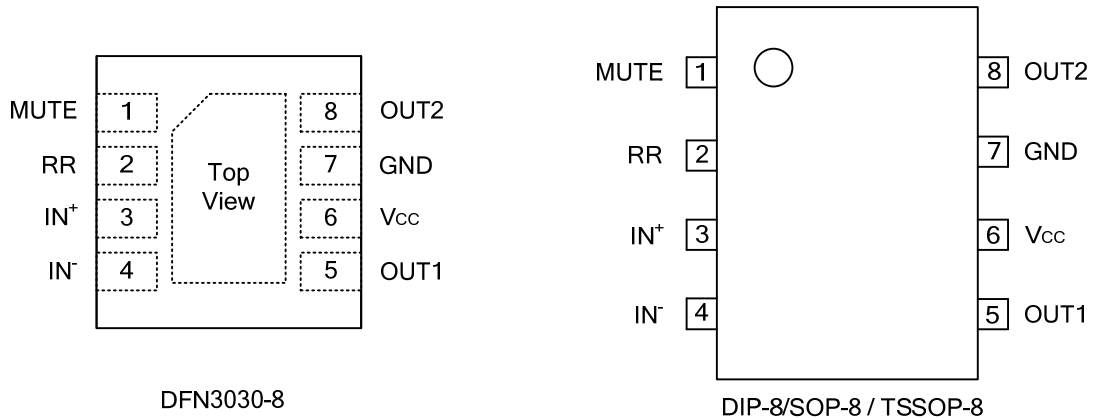 MUTE 1 8 OUT2
RR 2 7 GND
IN+ 3 6 VCC
IN- 4 5 OUT1
Top
View
DFN3030-8
MUTE 1 8 OUT2
RR 2 7 GND
IN+ 3 6 VCC
IN- 4 5 OUT1
DIP-8/SOP-8 / TSSOP-8